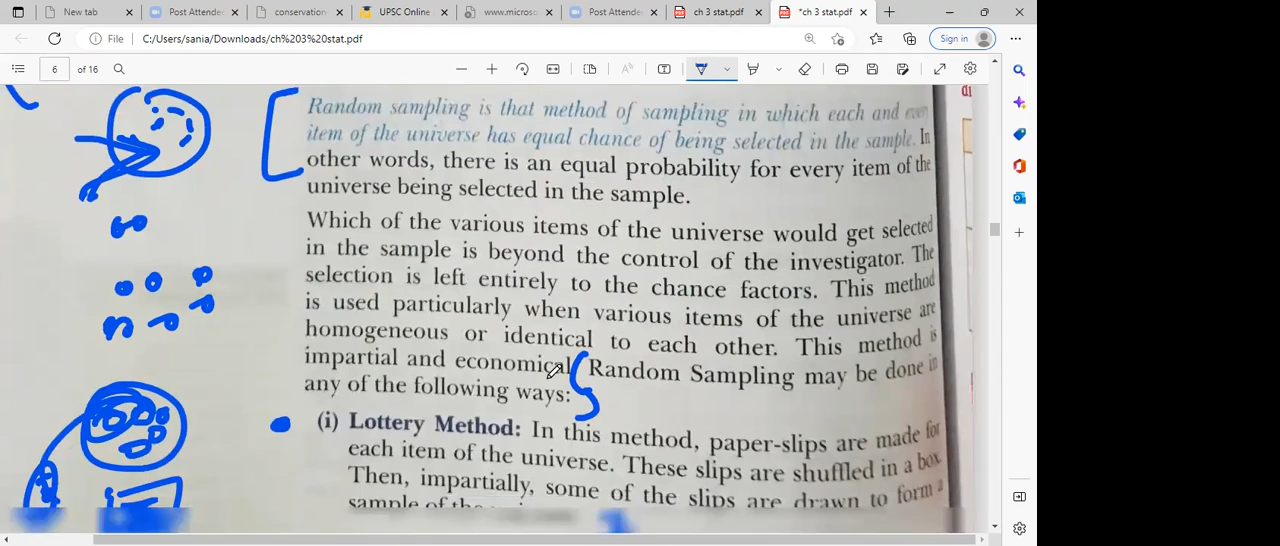 New tab
Post Attende
conservation
UPSC Online
www.micros
Post Attende
ch 3 stat.pdf
*ch 3 stat.pdf
File
C:/Users/sania/Downloads/ch%203%20stat.pdf
Sign in
6 of 16
Random sampling is that method of sampling in which each and
item of the universe has equal chance of being selected in the sample. In
other words, there is an equal probability for every item of the
universe being selected in the sample.
Which of the various items of the universe would get selected
in the sample is beyond the control of the investigator. The
selection is left entirely to the chance factors. This method
is used particularly when various items of the universe are
homogeneous or identical to each other. This method is
impartial and economical Random Sampling may be done in
any of the following ways:
(i) Lottery Method: In this method, paper-slips are made for
each item of the universe. These slips are shuffled in a box.
Then, impartially, some of the slips are drawn to form a
sample of